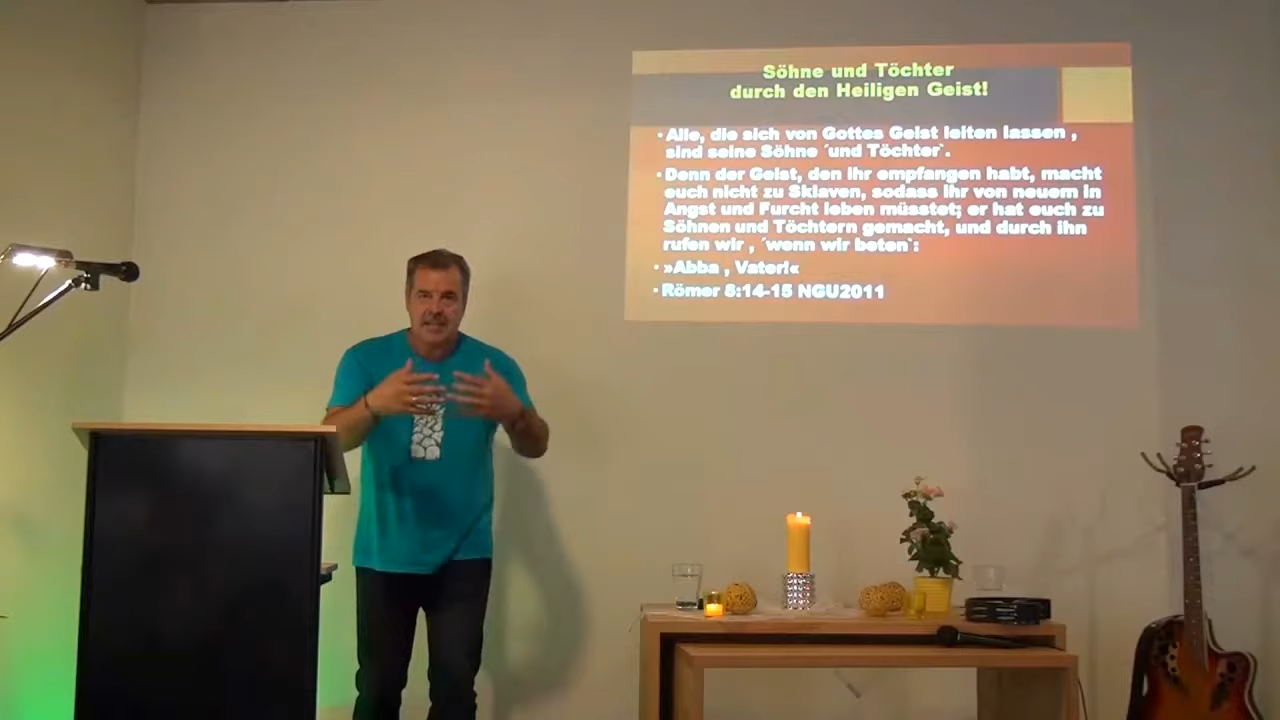 Söhne und Töchter
durch den Heiligen Geist!
• Alle, die sich von Gottes Geist leiten lassen ,
sind seine Söhne ´und Töchter`.
• Denn der Geist, den ihr empfangen habt, macht
euch nicht zu Sklaven, sodass ihr von neuem in
Angst und Furcht leben müsstet; er hat euch zu
Söhnen und Töchtern gemacht, und durch ihn
rufen wir , ´wenn wir beten`:
• »Abba , Vater!«
• Römer 8:14-15 NGU2011